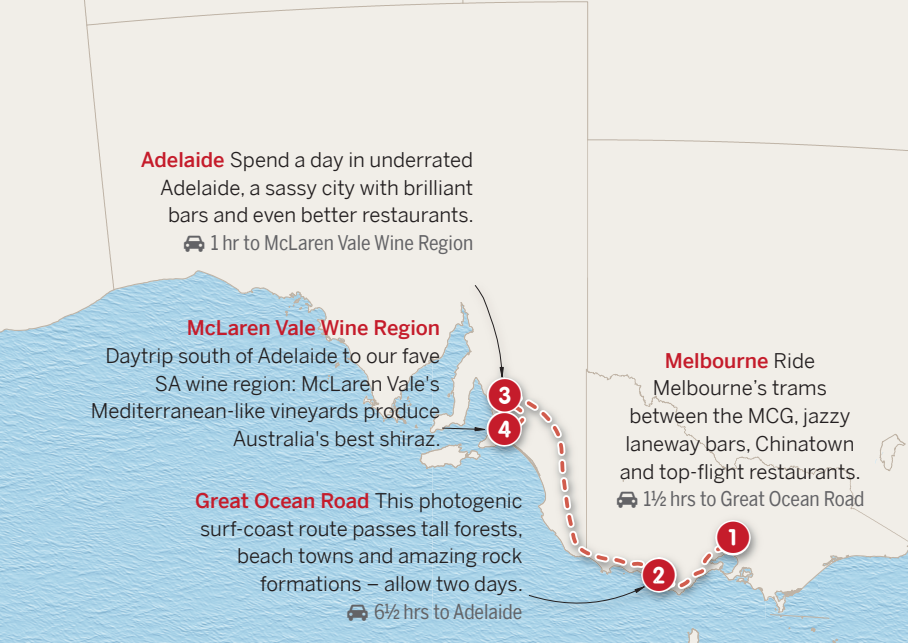 Adelaide Spend a day in underrated
Adelaide, a sassy city with brilliant
bars and even better restaurants.
1 hr to McLaren Vale Wine Region
McLaren Vale Wine Region
Daytrip south of Adelaide to our fave
SA wine region: McLaren Vale's
Mediterranean-like vineyards produce
Australia's best shiraz.
Great Ocean Road This photogenic
surf-coast route passes tall forests,
beach towns and amazing rock
formations – allow two days.
6½ hrs to Adelaide
Melbourne Ride
Melbourne’s trams
between the MCG, jazzy
laneway bars, Chinatown
and top-flight restaurants.
1½ hrs to Great Ocean Road
3
4
1
2